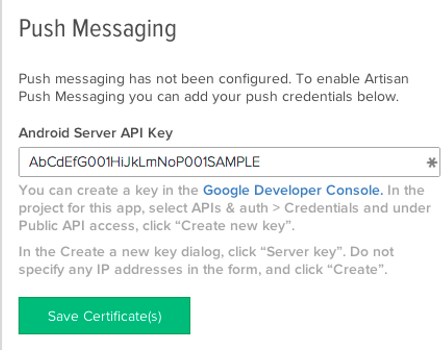 Push Messaging
Push messaging has not been configured. To enable Artisan
Push Messaging you can add your push credentials below.
Android Server API Key
AbCdEfG001HiJkLmNoP001SAMPLE
You can create a key in the Google Developer Console. In the
project for this app, select APIs & auth > Credentials and under
Public API access, click “Create new key”.
In the Create a new key dialog, click “Server key”. Do not
specify any IP addresses in the form, and click “Create”.
Save Certificate(s)